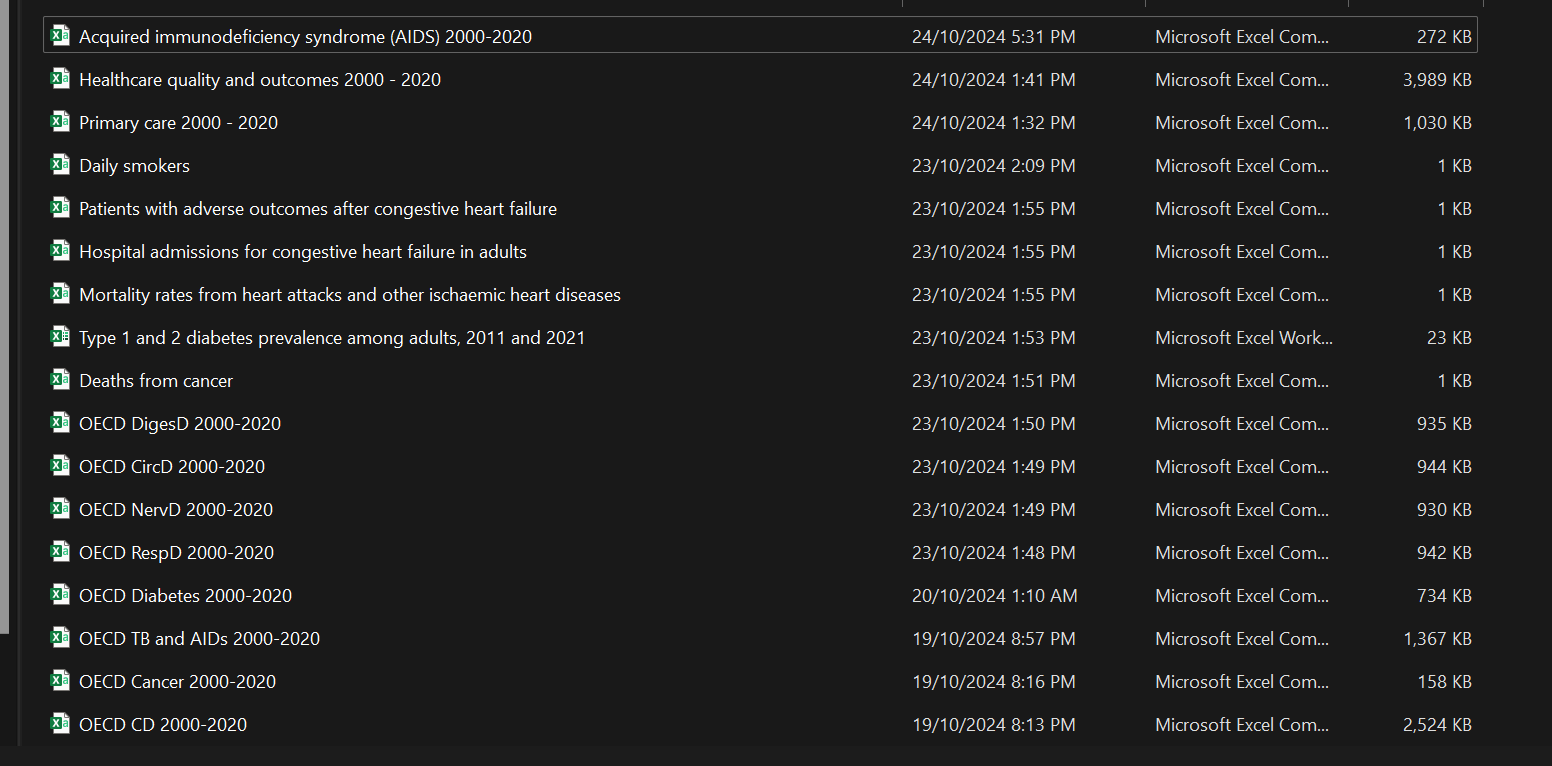 Acquired immunodeficiency syndrome (AIDS) 2000-2020 24/10/2024 5:31 PM Microsoft Excel Com... 272 KB
Healthcare quality and outcomes 2000 - 2020 24/10/2024 1:41 PM Microsoft Excel Com... 3,989 KB
Primary care 2000 - 2020 24/10/2024 1:32 PM Microsoft Excel Com... 1,030 KB
Daily smokers 23/10/2024 2:09 PM Microsoft Excel Com... 1 KB
Patients with adverse outcomes after congestive heart failure 23/10/2024 1:55 PM Microsoft Excel Com... 1 KB
Hospital admissions for congestive heart failure in adults 23/10/2024 1:55 PM Microsoft Excel Com... 1 KB
Mortality rates from heart attacks and other ischaemic heart diseases 23/10/2024 1:55 PM Microsoft Excel Com... 1 KB
Type 1 and 2 diabetes prevalence among adults, 2011 and 2021 23/10/2024 1:53 PM Microsoft Excel Work... 23 KB
Deaths from cancer 23/10/2024 1:51 PM Microsoft Excel Com... 1 KB
OECD DigesD 2000-2020 23/10/2024 1:50 PM Microsoft Excel Com... 935 KB
OECD CircD 2000-2020 23/10/2024 1:49 PM Microsoft Excel Com... 944 KB
OECD NervD 2000-2020 23/10/2024 1:49 PM Microsoft Excel Com... 930 KB
OECD RespD 2000-2020 23/10/2024 1:48 PM Microsoft Excel Com... 942 KB
OECD Diabetes 2000-2020 20/10/2024 1:10 AM Microsoft Excel Com... 734 KB
OECD TB and AIDs 2000-2020 19/10/2024 8:57 PM Microsoft Excel Com... 1,367 KB
OECD Cancer 2000-2020 19/10/2024 8:16 PM Microsoft Excel Com... 158 KB
OECD CD 2000-2020 19/10/2024 8:13 PM Microsoft Excel Com... 2,524 KB